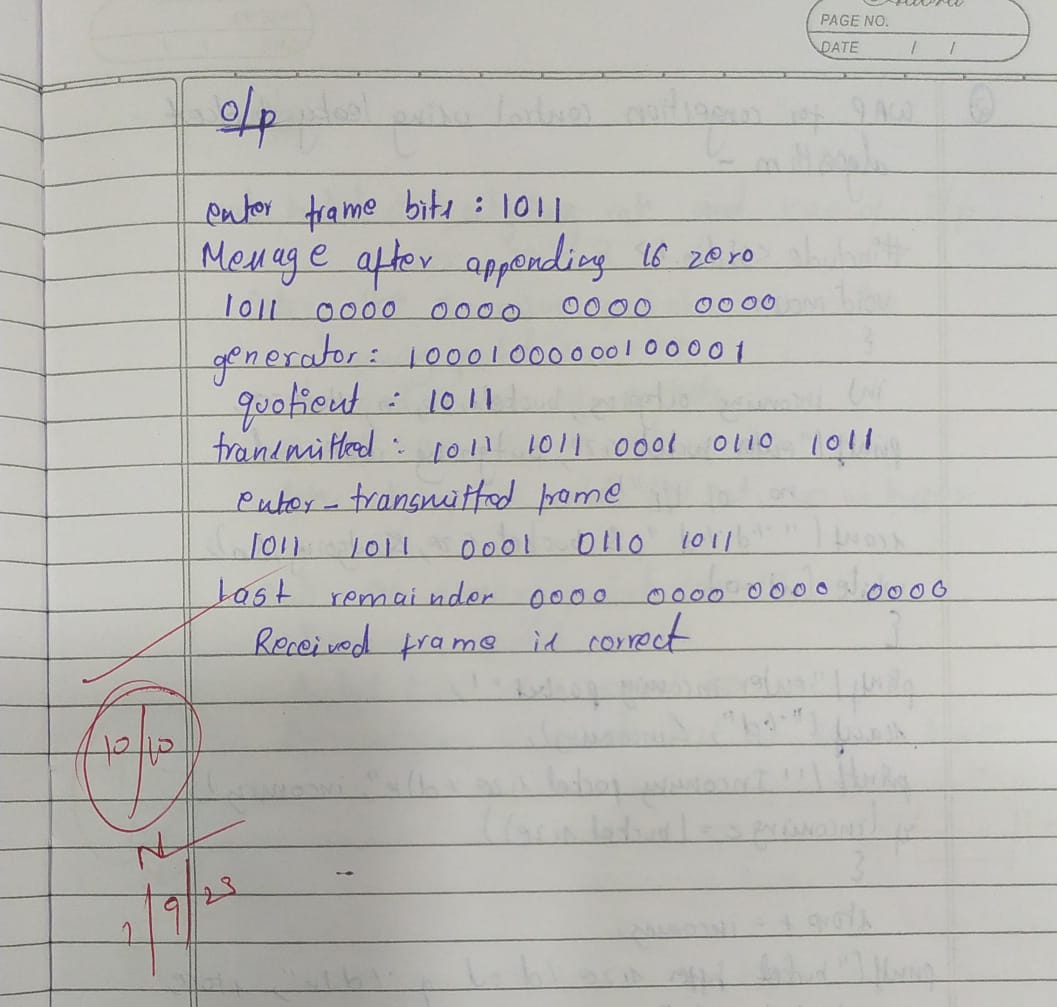 PAGE NO.
DATE / /
O/p
enter frame bits : 1011
Message after appending 16 zero
1011 0000 0000 0000 0000
generator : 10001000000100001
quotient : 1011
transmitted : 1011 1011 0001 0110 1011
enter - transmitted frame
1011 1011 0001 0110 1011
Last remainder 0000 0000 0000 0000
Received frame is correct
10/10
9 23